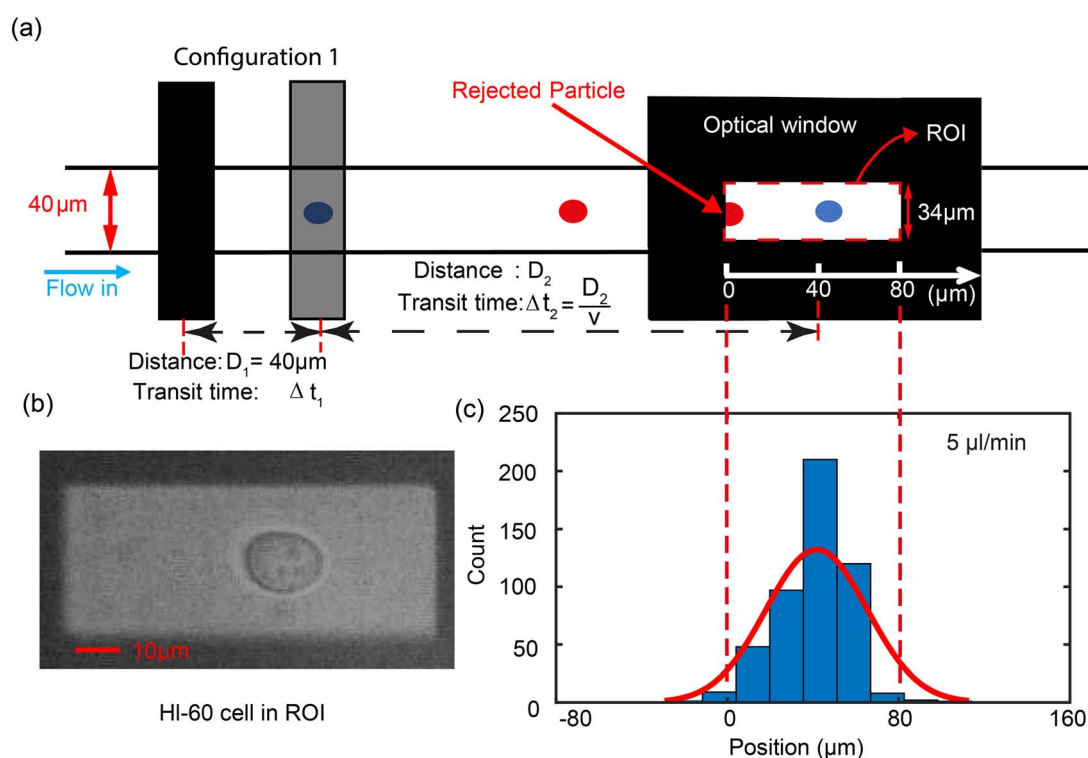 (a)
Configuration 1
Rejected Particle
Optical window
ROI
40μm
34μm
Flow in
Distance : D₂
Transit time: Δt₂ = D₂/v
0 40 80 (μm)
Distance: D₁ = 40μm
Transit time: Δ t₁
(b)
10μm
Hl-60 cell in ROI
(c)
5 μl/min
250
200
150
100
50
0
Count
-80 0 80 160
Position (μm)